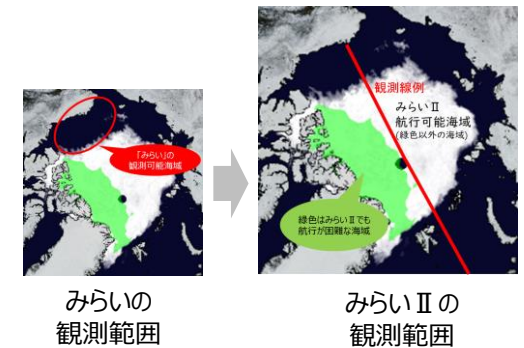 「みらい」の
観測可能海域
みらいの
観測範囲
観測線例
みらいⅡ
航行可能海域
(緑色以外の海域)
緑色はみらいⅡでも
航行が困難な海域
みらいⅡの
観測範囲